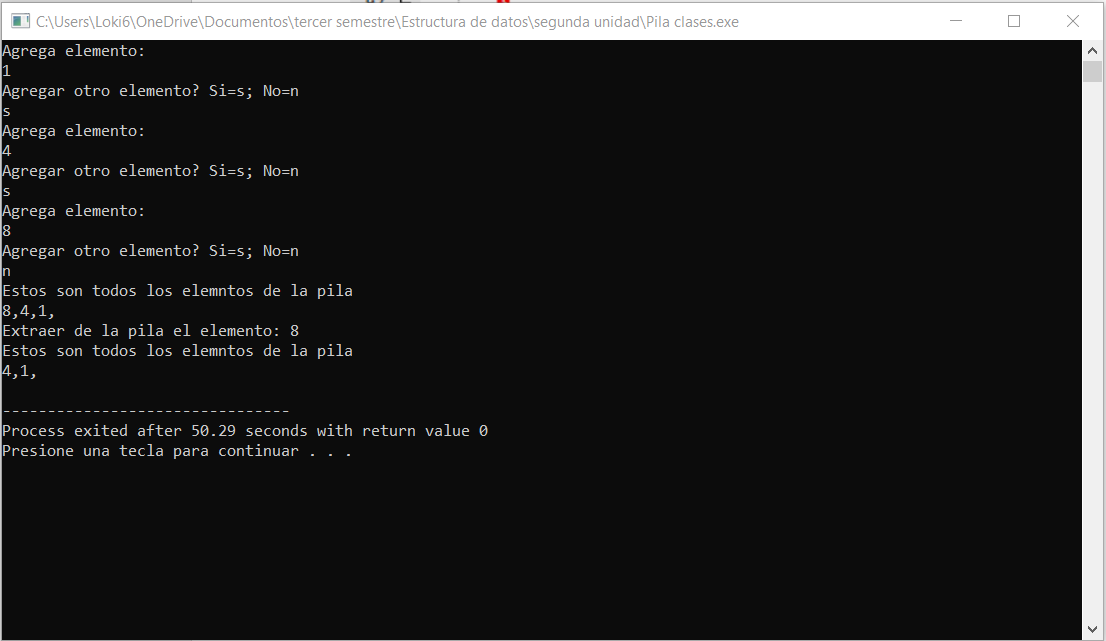 C:\Users\Loki6\OneDrive\Documentos\tercer semestre\Estructura de datos\segunda unidad\Pila clases.exe
Agrega elemento:
1
Agregar otro elemento? Si=s; No=n
s
Agrega elemento:
4
Agregar otro elemento? Si=s; No=n
s
Agrega elemento:
8
Agregar otro elemento? Si=s; No=n
n
Estos son todos los elemntos de la pila
8,4,1,
Extraer de la pila el elemento: 8
Estos son todos los elemntos de la pila
4,1,
--------------------------------
Process exited after 50.29 seconds with return value 0
Presione una tecla para continuar . . .